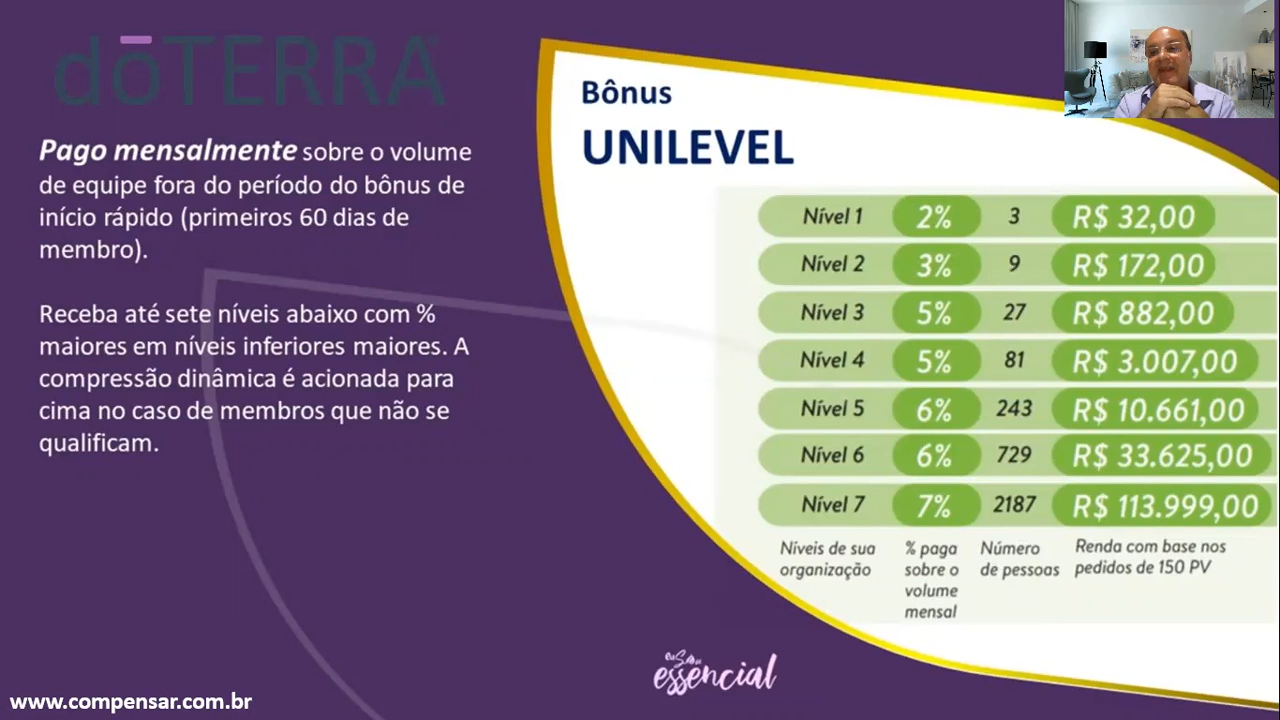 dōTERRA
Pago mensalmente sobre o volume
de equipe fora do período do bônus de
início rápido (primeiros 60 dias de
membro).
Receba até sete níveis abaixo com %
maiores em níveis inferiores maiores. A
compressão dinâmica é acionada para
cima no caso de membros que não se
qualificam.
Bônus
UNILEVEL
Nível 1 2% 3 R$ 32,00
Nível 2 3% 9 R$ 172,00
Nível 3 5% 27 R$ 882,00
Nível 4 5% 81 R$ 3.007,00
Nível 5 6% 243 R$ 10.661,00
Nível 6 6% 729 R$ 33.625,00
Nível 7 7% 2187 R$ 113.999,00
Níveis de sua % paga Número Renda com base nos
organização sobre o de pessoas pedidos de 150 PV
volume
mensal
essencial
www.compensar.com.br